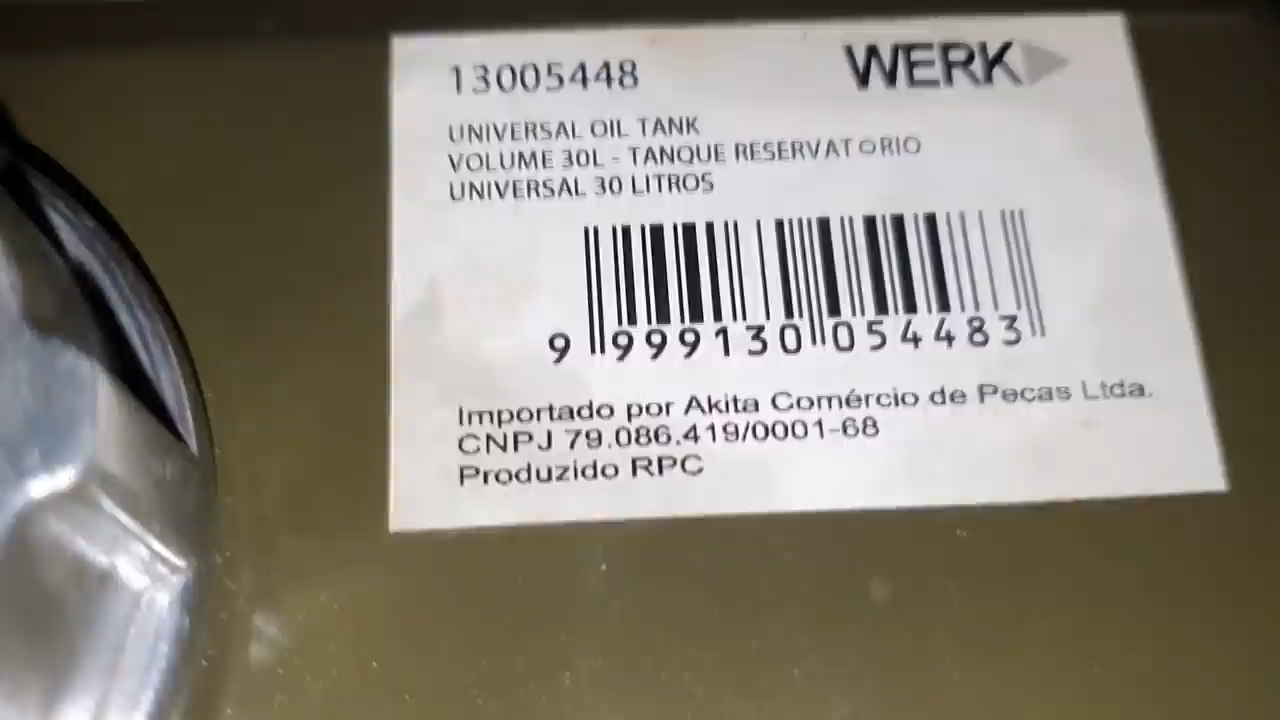 13005448
WERK
UNIVERSAL OIL TANK
VOLUME 30L - TANQUE RESERVATORIO
UNIVERSAL 30 LITROS
9 999130 054483
Importado por Akita Comércio de Pecas Ltda.
CNPJ 79.086.419/0001-68
Produzido RPC